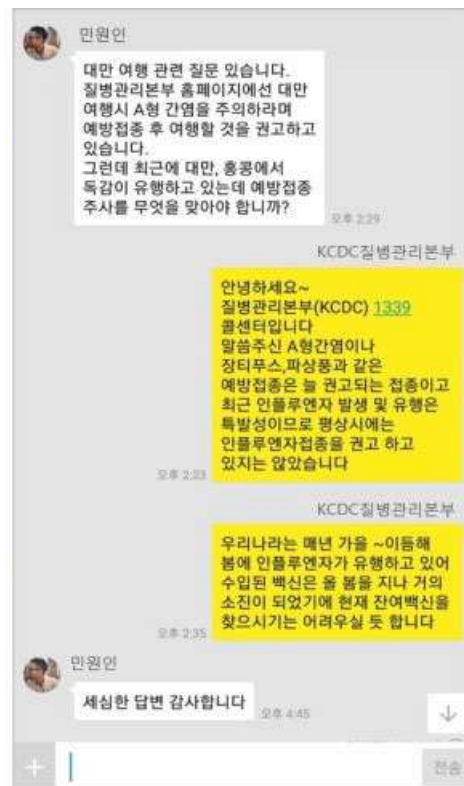 민원인
대만 여행 관련 질문 있습니다.
질병관리본부 홈페이지에선 대만
여행시 A형 간염을 주의하라며
예방접종 후 여행할 것을 권고하고
있습니다.
그런데 최근에 대만, 홍콩에서
독감이 유행하고 있는데 예방접종
주사를 무엇을 맞아야 합니까?
오후 2:29
KCDC질병관리본부
안녕하세요~
질병관리본부(KCDC) 1339
콜센터입니다
말씀주신 A형간염이나
장티푸스,파상풍과 같은
예방접종은 늘 권고되는 접종이고
최근 인플루엔자 발생 및 유행은
특발성이므로 평상시에는
인플루엔자접종을 권고 하고
있지는 않았습니다
오후 2:33
KCDC질병관리본부
우리나라는 매년 가을 ~이듬해
봄에 인플루엔자가 유행하고 있어
수입된 백신은 올 봄을 지나 거의
소진이 되었기에 현재 잔여백신을
찾으시기는 어려우실 듯 합니다
오후 2:35
민원인
세심한 답변 감사합니다
오후 4:45
전송